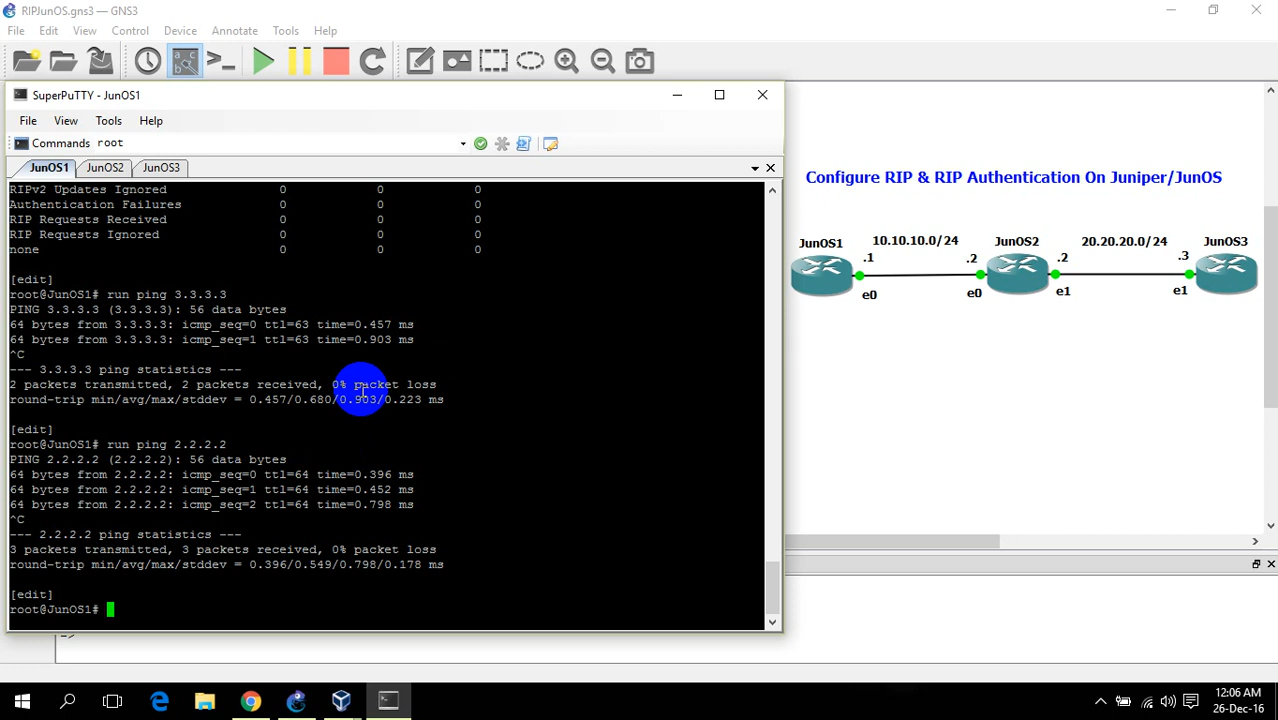 RIPJunOS.gns3 — GNS3
File Edit View Control Device Annotate Tools Help
SuperPuTTY - JunOS1
File View Tools Help
Commands root
JunOS1 JunOS2 JunOS3
RIPv2 Updates Ignored 0 0 0
Authentication Failures 0 0 0
RIP Requests Received 0 0 0
RIP Requests Ignored 0 0 0
none 0 0 0
[edit]
root@JunOS1# run ping 3.3.3.3
PING 3.3.3.3 (3.3.3.3): 56 data bytes
64 bytes from 3.3.3.3: icmp_seq=0 ttl=63 time=0.457 ms
64 bytes from 3.3.3.3: icmp_seq=1 ttl=63 time=0.903 ms
^C
--- 3.3.3.3 ping statistics ---
2 packets transmitted, 2 packets received, 0% packet loss
round-trip min/avg/max/stddev = 0.457/0.680/0.903/0.223 ms
[edit]
root@JunOS1# run ping 2.2.2.2
PING 2.2.2.2 (2.2.2.2): 56 data bytes
64 bytes from 2.2.2.2: icmp_seq=0 ttl=64 time=0.396 ms
64 bytes from 2.2.2.2: icmp_seq=1 ttl=64 time=0.452 ms
64 bytes from 2.2.2.2: icmp_seq=2 ttl=64 time=0.798 ms
^C
--- 2.2.2.2 ping statistics ---
3 packets transmitted, 3 packets received, 0% packet loss
round-trip min/avg/max/stddev = 0.396/0.549/0.798/0.178 ms
[edit]
root@JunOS1#
=>
Configure RIP & RIP Authentication On Juniper/JunOS
JunOS1 10.10.10.0/24 JunOS2 20.20.20.0/24 JunOS3
.1 .2 .2 .3
e0 e0 e1 e1
12:06 AM
26-Dec-16